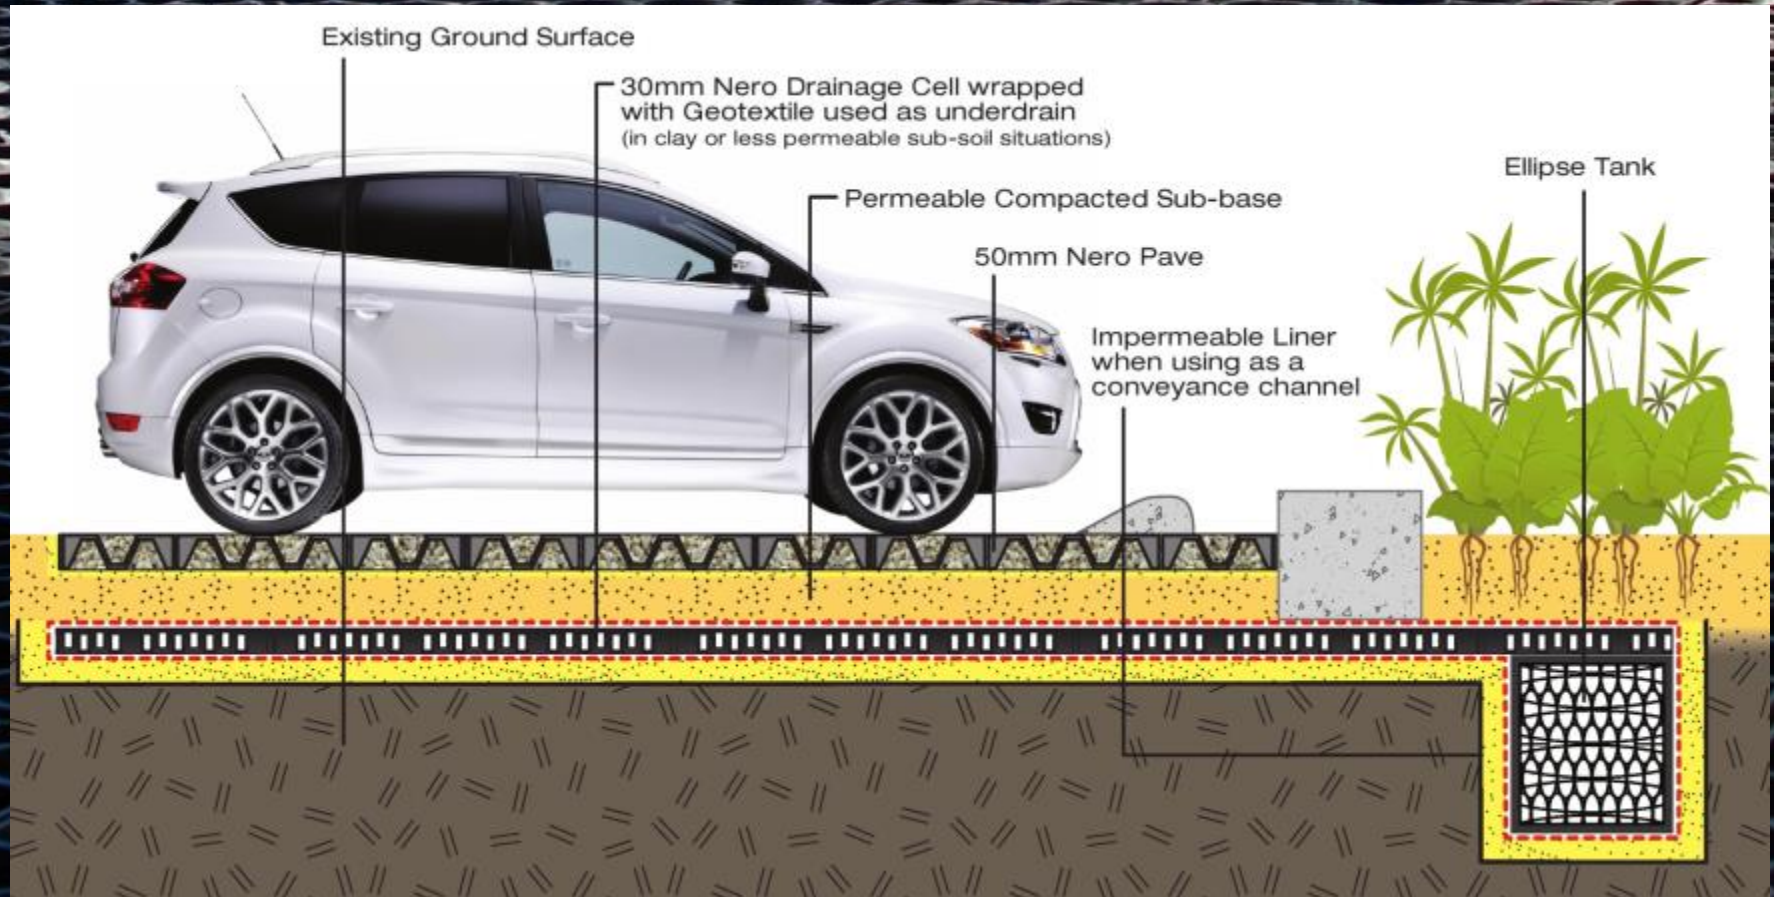 Existing Ground Surface
30mm Nero Drainage Cell wrapped
with Geotextile used as underdrain
(in clay or less permeable sub-soil situations)
Ellipse Tank
Permeable Compacted Sub-base
50mm Nero Pave
Impermeable Liner
when using as a
conveyance channel